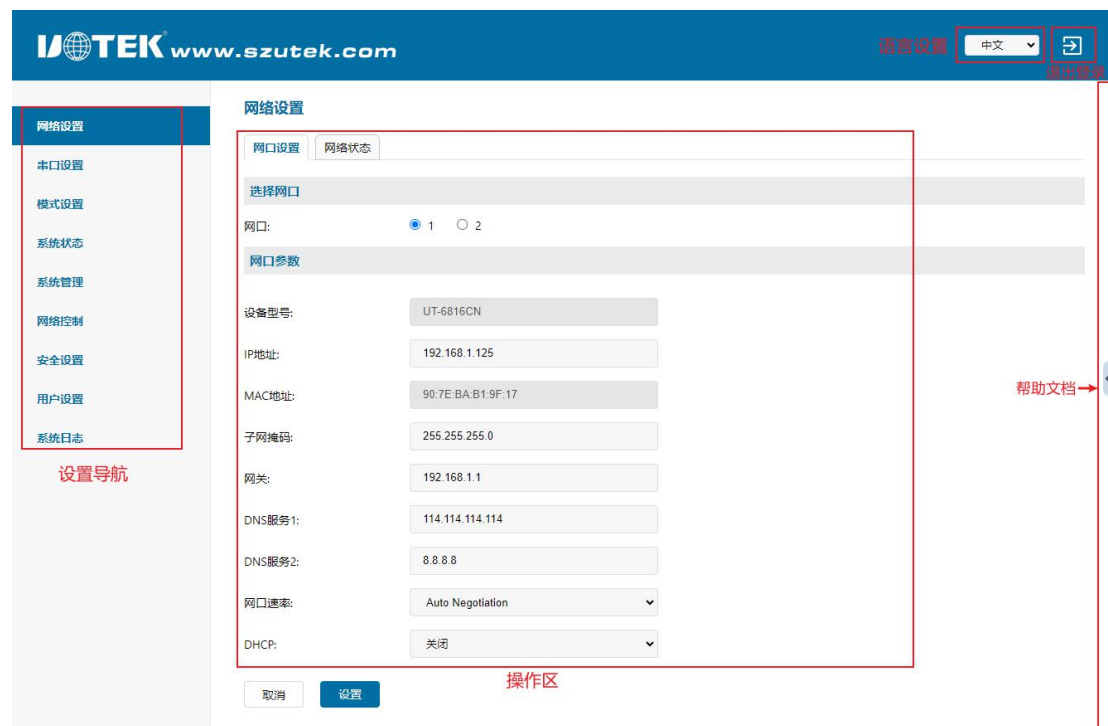 UOTEK www.szutek.com
语言设置
中文
退出登录
网络设置
串口设置
模式设置
系统状态
系统管理
网络控制
安全设置
用户设置
系统日志
设置导航
网络设置
网口设置 网络状态
选择网口
网口: 1 2
网口参数
设备型号: UT-6816CN
IP地址: 192.168.1.125
MAC地址: 90:7E:BA:B1:9F:17
子网掩码: 255.255.255.0
网关: 192.168.1.1
DNS服务1: 114.114.114.114
DNS服务2: 8.8.8.8
网口速率: Auto Negotiation
DHCP: 关闭
操作区
取消 设置
帮助文档